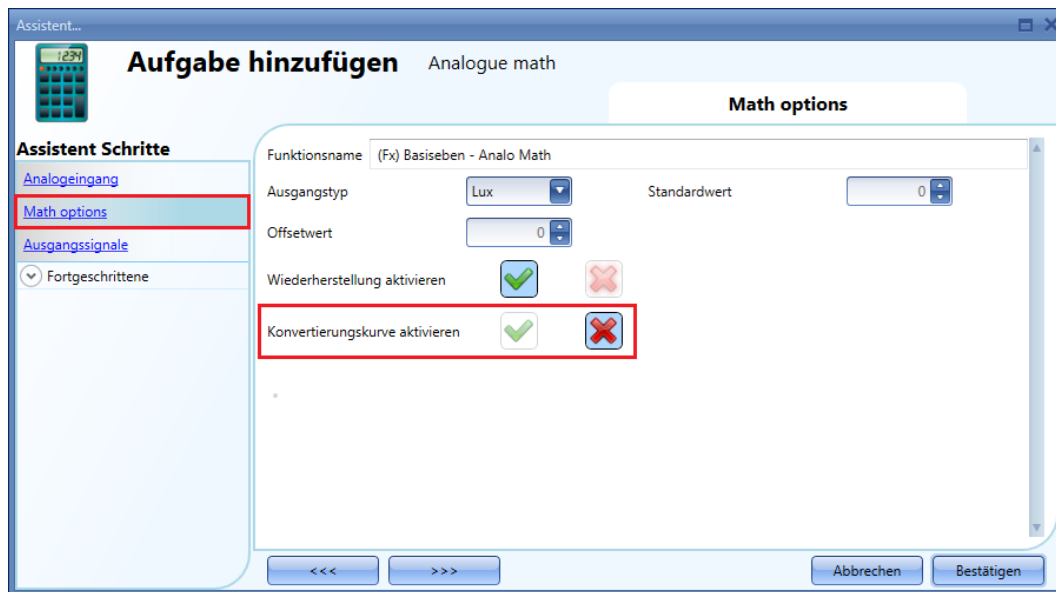 Assistent...
1234
Aufgabe hinzufügen Analogue math
Math options
Assistent Schritte
Analogeingang
Math options
Ausgangssignale
Fortgeschrittene
Funktionsname (Fx) Basiseben - Analo Math
Ausgangstyp Lux Standardwert 0
Offsetwert 0
Wiederherstellung aktivieren
Konvertierungskurve aktivieren
<<< >>> Abbrechen Bestätigen